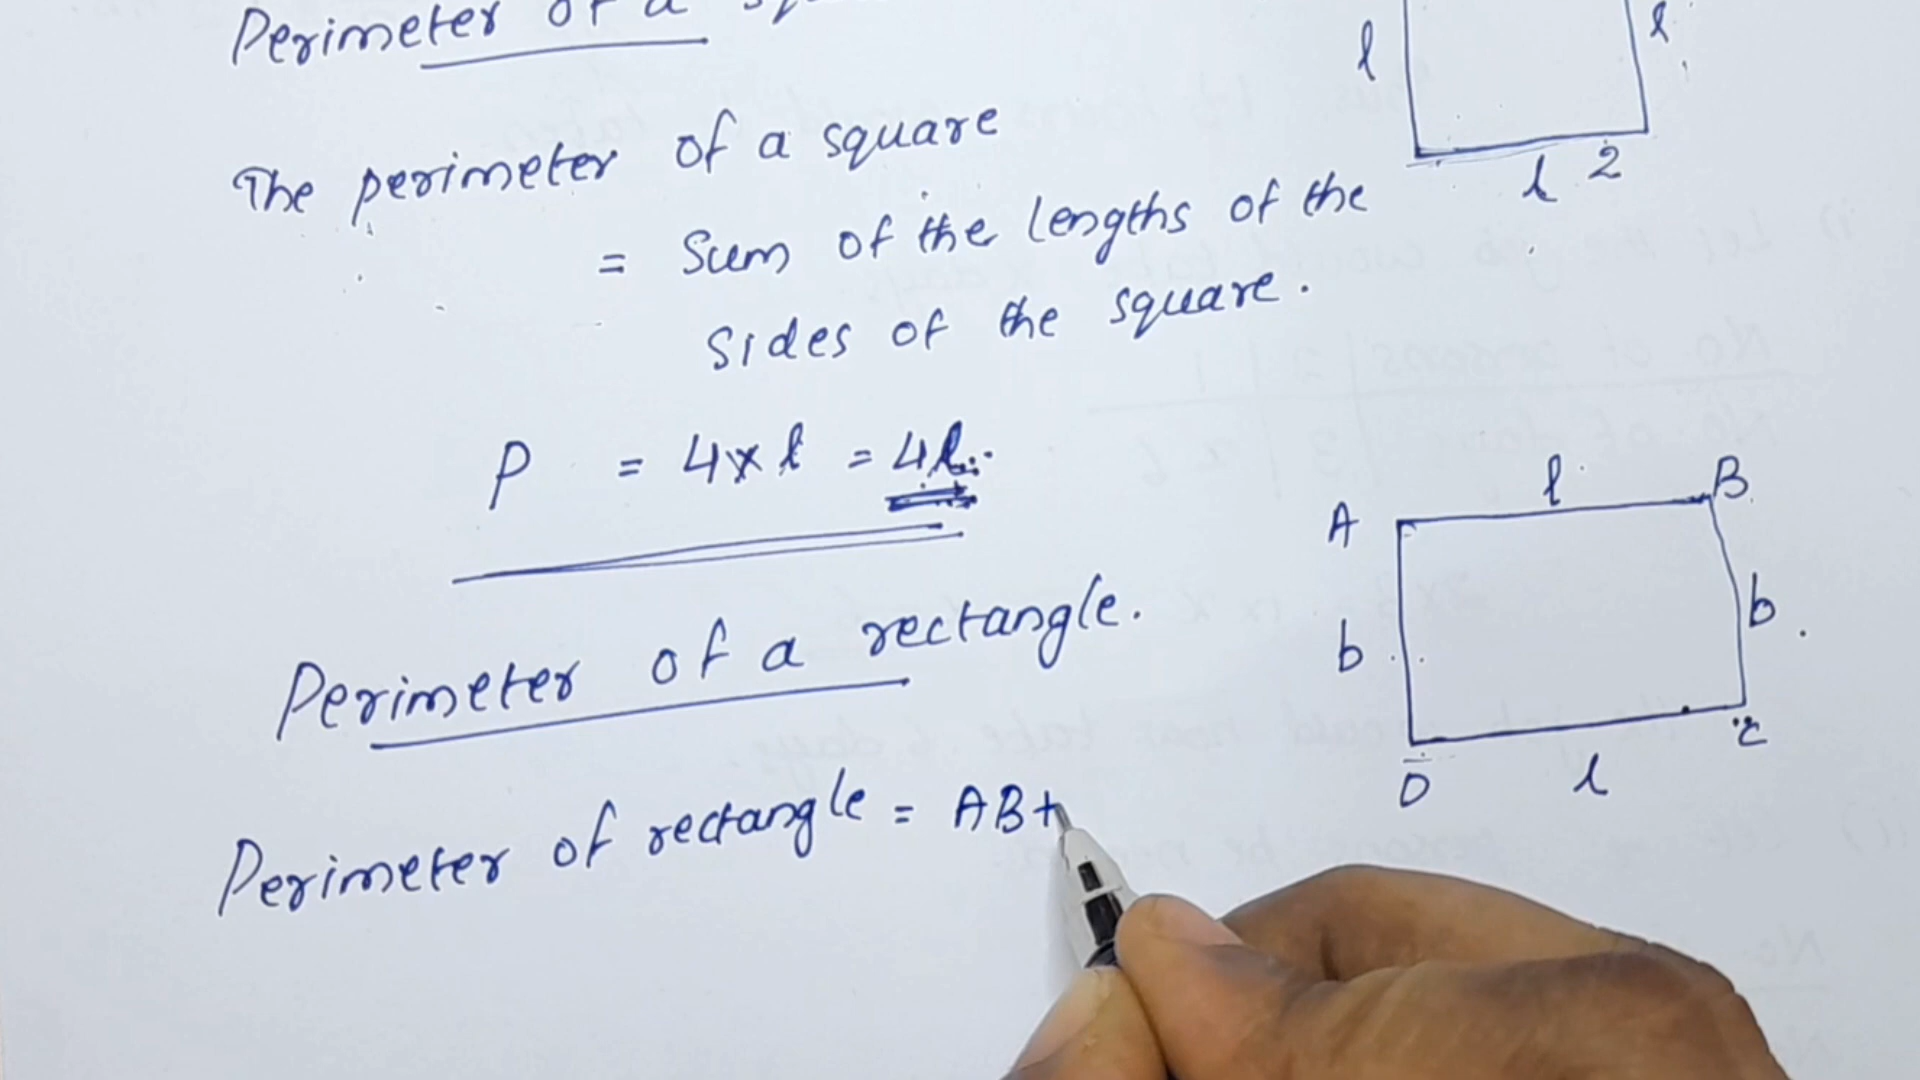 Perimeter of a
l
l
l 2
The perimeter of a square
= Sum of the lengths of the
sides of the square.
P = 4×l = 4l.
Perimeter of a rectangle.
A
l
B
b
b
D
l
c
Perimeter of rectangle = AB+